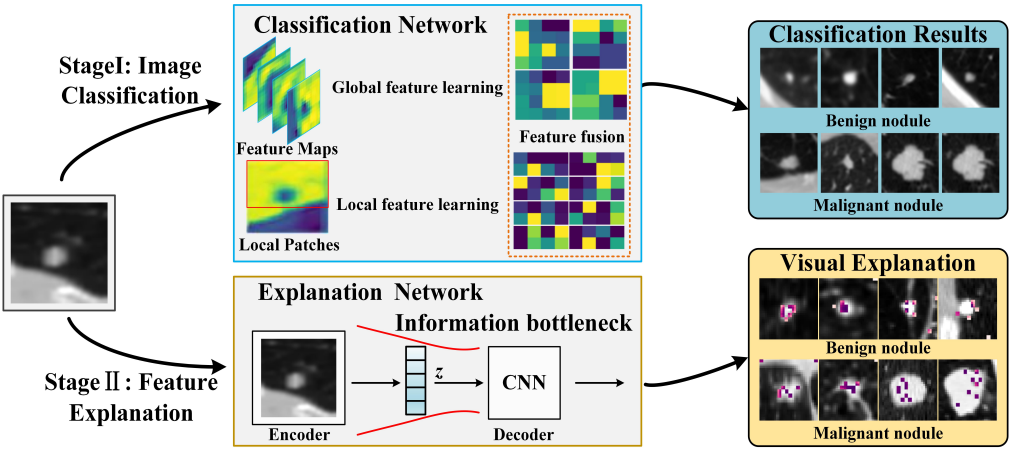 StageⅠ: Image
Classification
Classification Network
Global feature learning
Feature Maps
Feature fusion
Local feature learning
Local Patches
Classification Results
Benign nodule
Malignant nodule
StageⅡ: Feature
Explanation
Explanation Network
Information bottleneck
z
CNN
Encoder
Decoder
Visual Explanation
Benign nodule
Malignant nodule